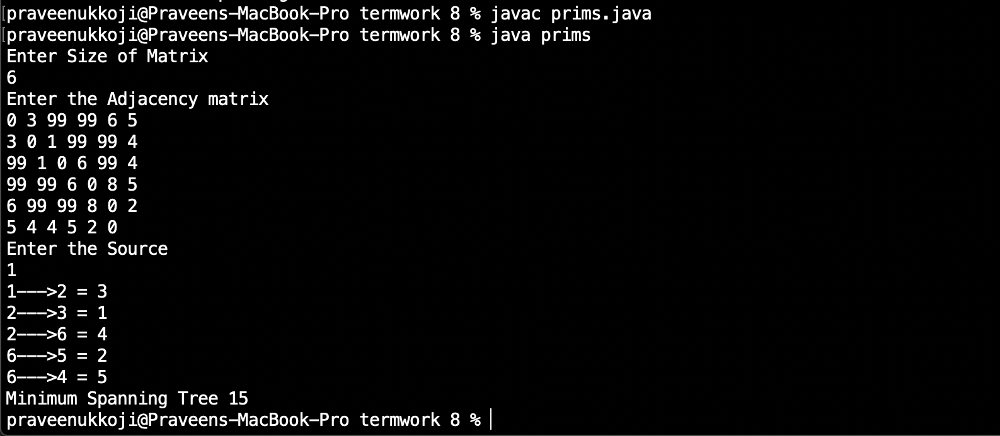 praveenukkoji@Praveens-MacBook-Pro termwork 8 % javac prims.java
praveenukkoji@Praveens-MacBook-Pro termwork 8 % java prims
Enter Size of Matrix
6
Enter the Adjacency matrix
0 3 99 99 6 5
3 0 1 99 99 4
99 1 0 6 99 4
99 99 6 0 8 5
6 99 99 8 0 2
5 4 4 5 2 0
Enter the Source
1
1--->2 = 3
2--->3 = 1
2--->6 = 4
6--->5 = 2
6--->4 = 5
Minimum Spanning Tree 15
praveenukkoji@Praveens-MacBook-Pro termwork 8 %